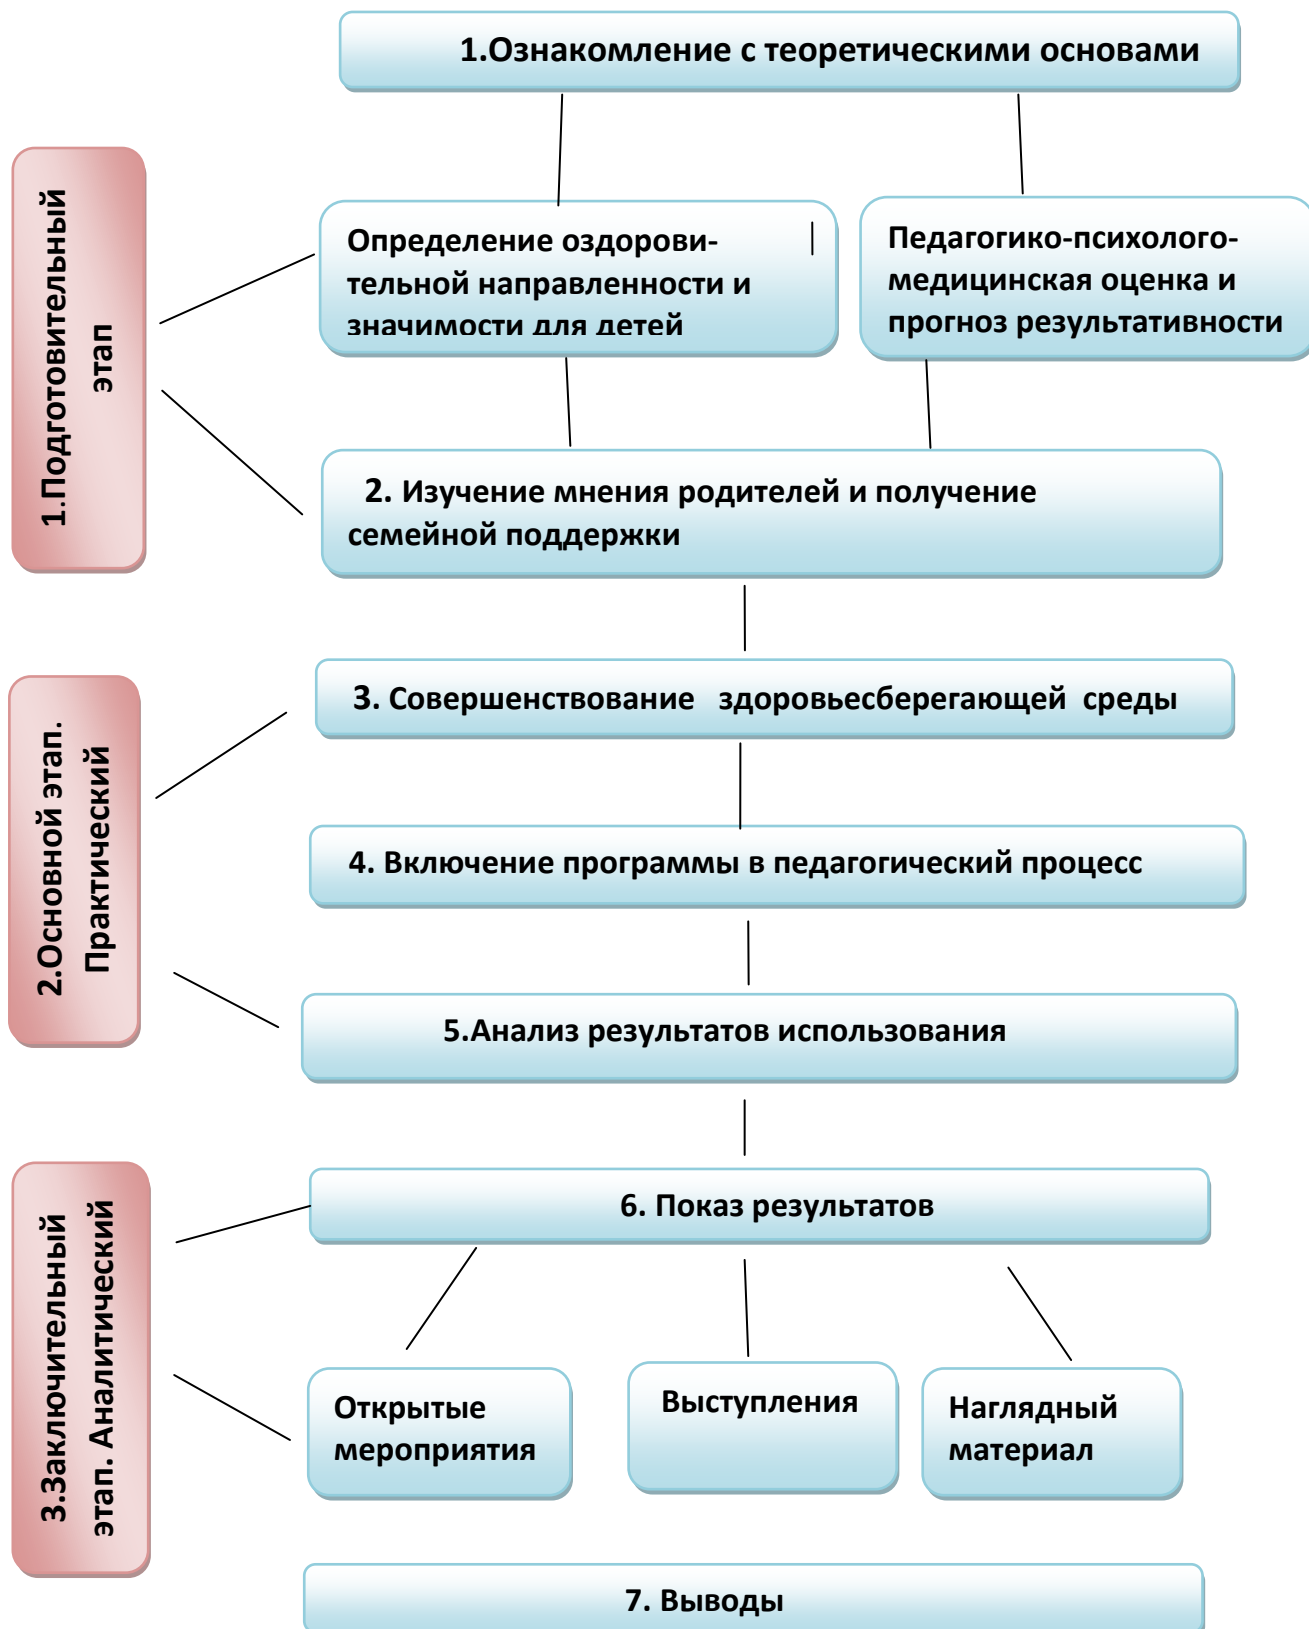 1.Ознакомление с теоретическими основами
1.Подготовительный
этап
Определение оздорови-
тельной направленности и
значимости для детей
Педагогико-психолого-
медицинская оценка и
прогноз результативности
2. Изучение мнения родителей и получение
семейной поддержки
2.Основной этап.
Практический
3. Совершенствование здоровьесберегающей среды
4. Включение программы в педагогический процесс
5.Анализ результатов использования
3.Заключительный
этап. Аналитический
6. Показ результатов
Открытые
мероприятия
Выступления
Наглядный
материал
7. Выводы